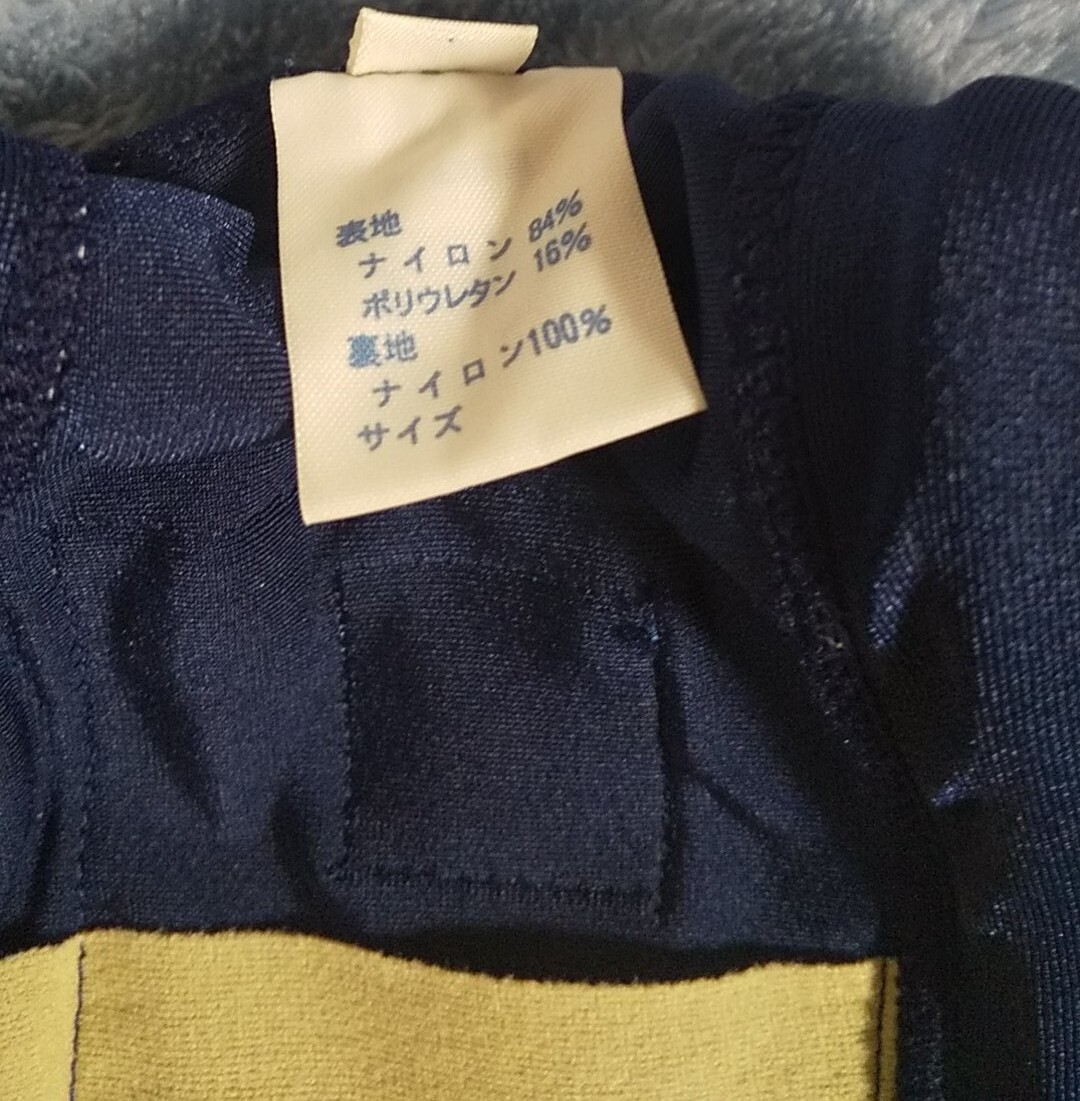 表地
ナイロン 84%
ポリウレタン 16%
裏地
ナイロン100%
サイズ